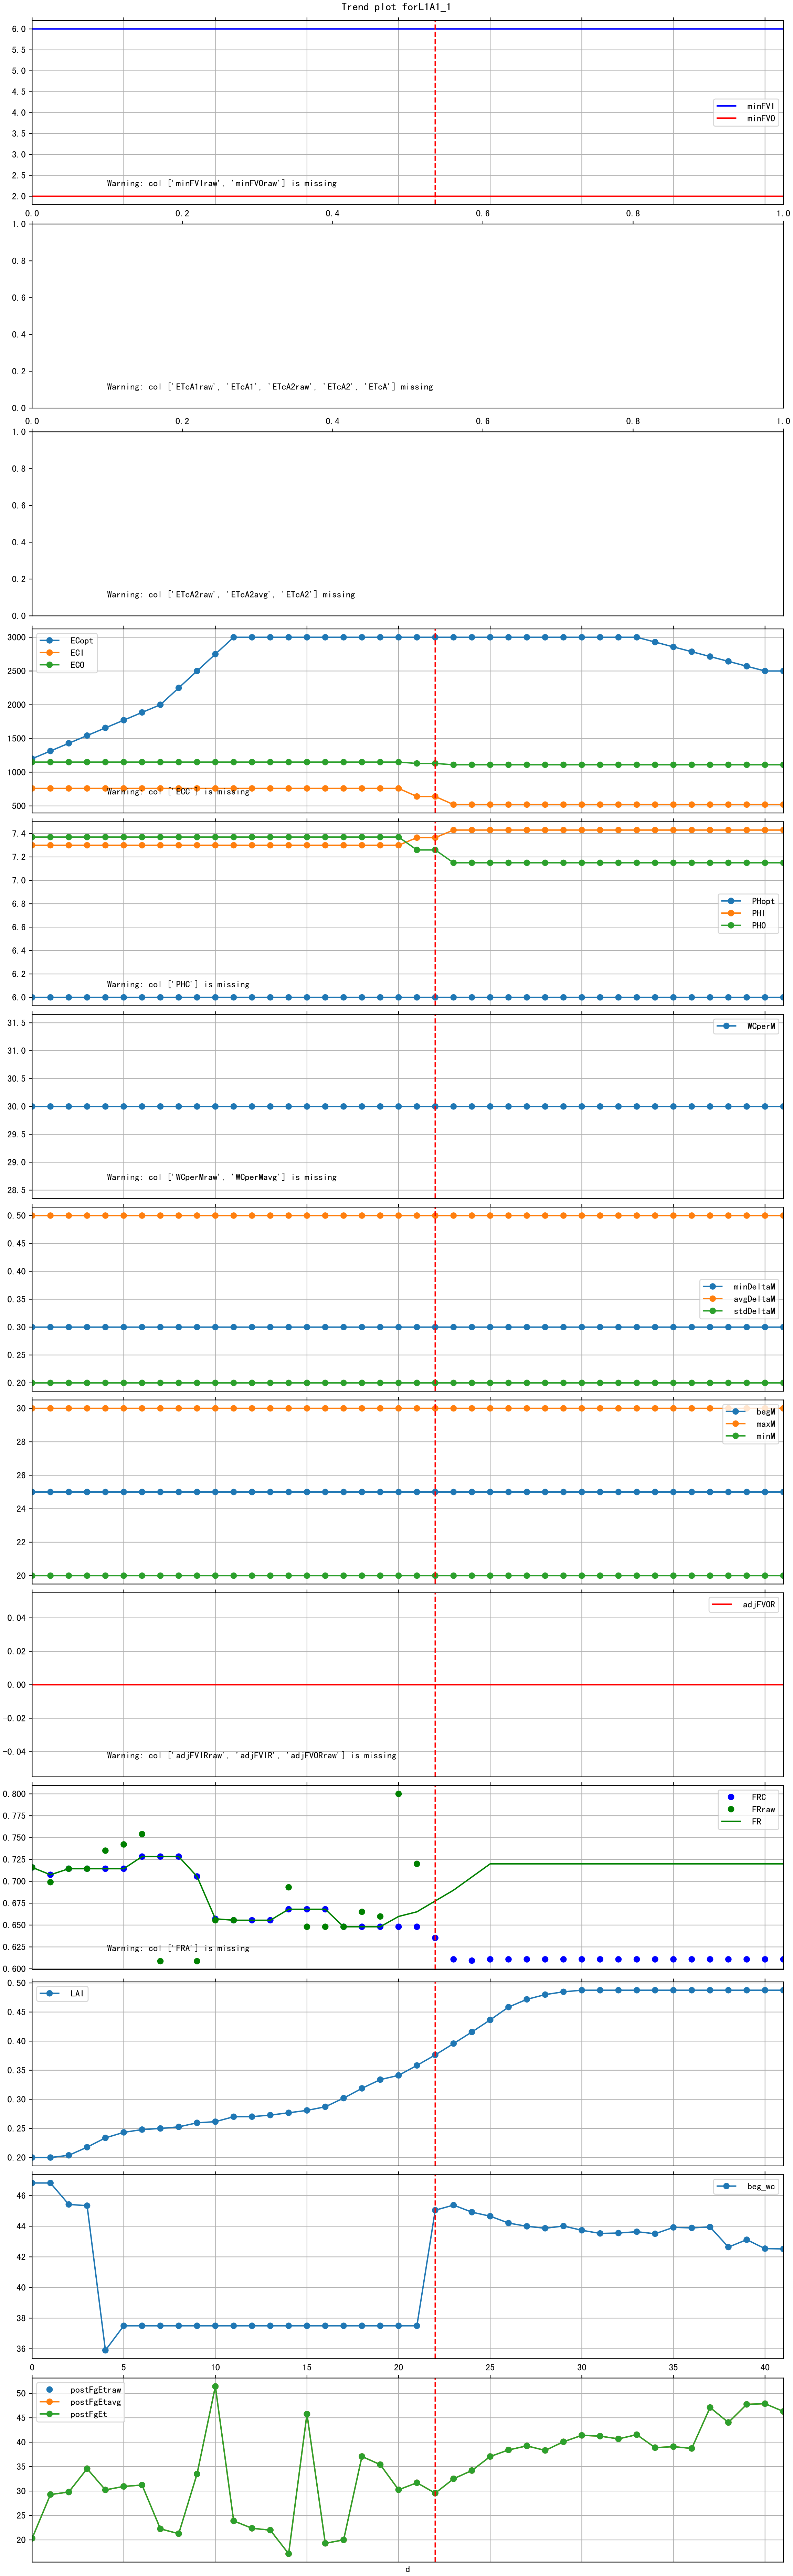 Trend plot forL1A1_1
6.0
5.5
5.0
4.5
4.0
3.5
3.0
2.5
2.0
minFVI
minFVO
Warning: col ['minFVIraw', 'minFVOraw'] is missing
0.0 0.2 0.4 0.6 0.8 1.0
1.0
0.8
0.6
0.4
0.2
0.0
Warning: col ['ETcA1raw', 'ETcA1', 'ETcA2raw', 'ETcA2', 'ETcA'] missing
0.0 0.2 0.4 0.6 0.8 1.0
1.0
0.8
0.6
0.4
0.2
0.0
Warning: col ['ETcA2raw', 'ETcA2avg', 'ETcA2'] missing
3000
2500
2000
1500
1000
500
ECopt
ECI
ECO
Warning: col ['ECC'] is missing
7.4
7.2
7.0
6.8
6.6
6.4
6.2
6.0
PHopt
PHI
PHO
Warning: col ['PHC'] is missing
31.5
31.0
30.5
30.0
29.5
29.0
28.5
WCperM
Warning: col ['WCperMraw', 'WCperMavg'] is missing
0.50
0.45
0.40
0.35
0.30
0.25
0.20
minDeltaM
avgDeltaM
stdDeltaM
30
28
26
24
22
20
begM
maxM
minM
0.04
0.02
0.00
-0.02
-0.04
adjFVOR
Warning: col ['adjFVIRraw', 'adjFVIR', 'adjFVORraw'] is missing
0.800
0.775
0.750
0.725
0.700
0.675
0.650
0.625
0.600
FRC
FRraw
FR
Warning: col ['FRA'] is missing
0.50
0.45
0.40
0.35
0.30
0.25
0.20
LAI
46
44
42
40
38
36
beg_wc
0 5 10 15 20 25 30 35 40
50
45
40
35
30
25
20
postFgEtraw
postFgEtavg
postFgEt
d